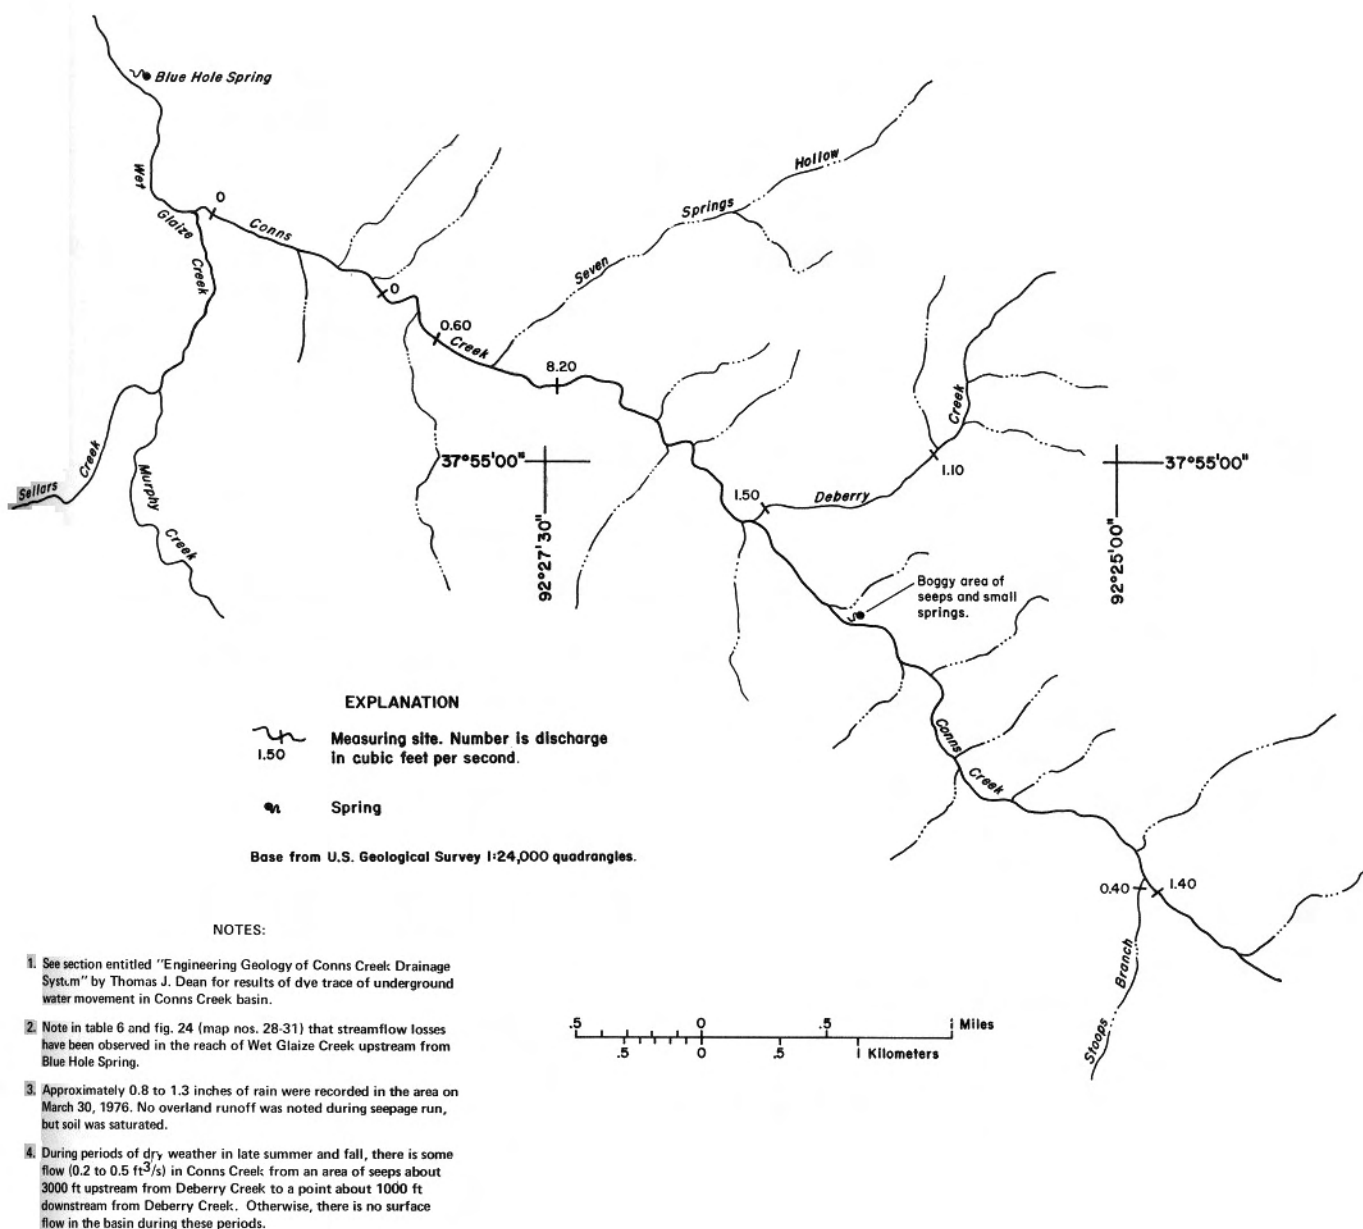 Blue Hole Spring
Wet
Glaize
Creek
0
Conns
Hollow
Springs
Seven
0
0.60
Creek
8.20
Creek
1.10
37°55'00"
37°55'00"
Sellars
Creek
Murphy
Creek
1.50
Deberry
92°27'30"
92°25'00"
Boggy area of
seeps and small
springs.
Conns
Creek
0.40
1.40
Stoops Branch
EXPLANATION
1.50
Measuring site. Number is discharge
in cubic feet per second.
Spring
Base from U.S. Geological Survey 1:24,000 quadrangles.
.5 0 .5 1 Miles
.5 0 .5 1 Kilometers
NOTES:
1. See section entitled "Engineering Geology of Conns Creek Drainage
System" by Thomas J. Dean for results of dye trace of underground
water movement in Conns Creek basin.
2. Note in table 6 and fig. 24 (map nos. 28-31) that streamflow losses
have been observed in the reach of Wet Glaize Creek upstream from
Blue Hole Spring.
3. Approximately 0.8 to 1.3 inches of rain were recorded in the area on
March 30, 1976. No overland runoff was noted during seepage run,
but soil was saturated.
4. During periods of dry weather in late summer and fall, there is some
flow (0.2 to 0.5 ft³/s) in Conns Creek from an area of seeps about
3000 ft upstream from Deberry Creek to a point about 1000 ft
downstream from Deberry Creek. Otherwise, there is no surface
flow in the basin during these periods.